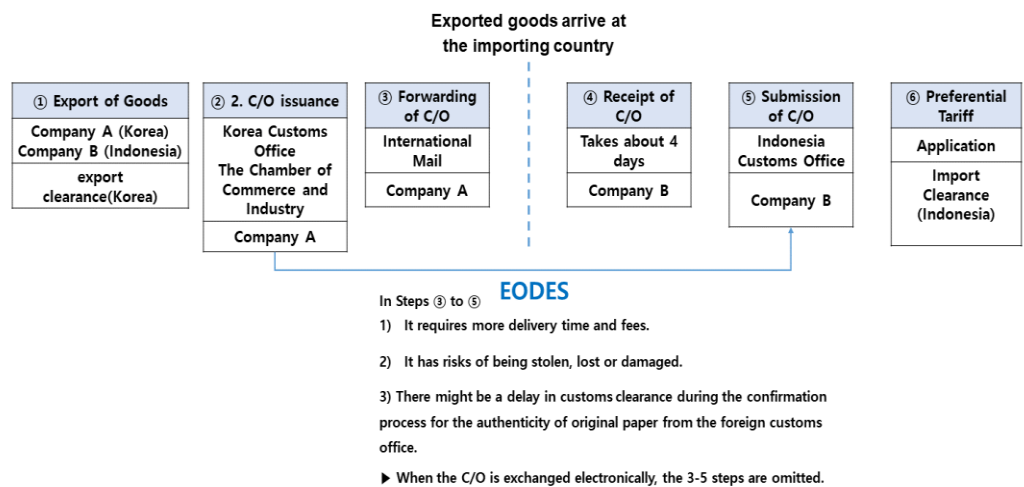 Exported goods arrive at
the importing country
① Export of Goods
Company A (Korea)
Company B (Indonesia)
export
clearance(Korea)
② 2. C/O issuance
Korea Customs
Office
The Chamber of
Commerce and
Industry
Company A
③ Forwarding
of C/O
International
Mail
Company A
④ Receipt of
C/O
Takes about 4
days
Company B
⑤ Submission
of C/O
Indonesia
Customs Office
Company B
⑥ Preferential
Tariff
Application
Import
Clearance
(Indonesia)
EODES
In Steps ③ to ⑤
1) It requires more delivery time and fees.
2) It has risks of being stolen, lost or damaged.
3) There might be a delay in customs clearance during the confirmation
process for the authenticity of original paper from the foreign customs
office.
▶ When the C/O is exchanged electronically, the 3-5 steps are omitted.